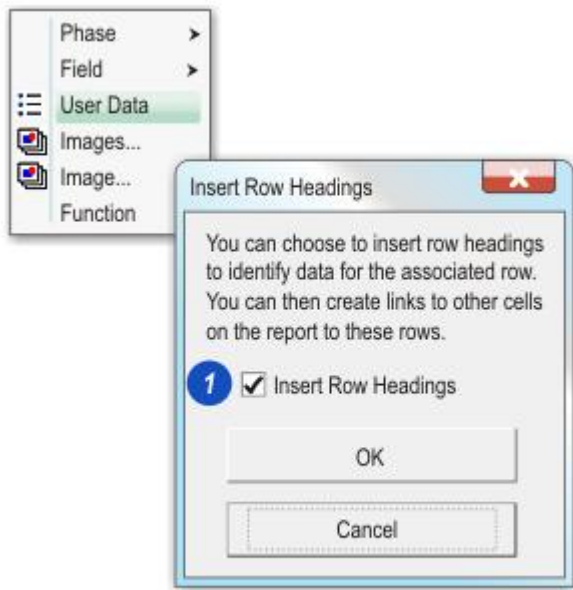 Phase
Field
User Data
Images...
Image...
Function
Insert Row Headings
You can choose to insert row headings
to identify data for the associated row.
You can then create links to other cells
on the report to these rows.
1 Insert Row Headings
OK
Cancel